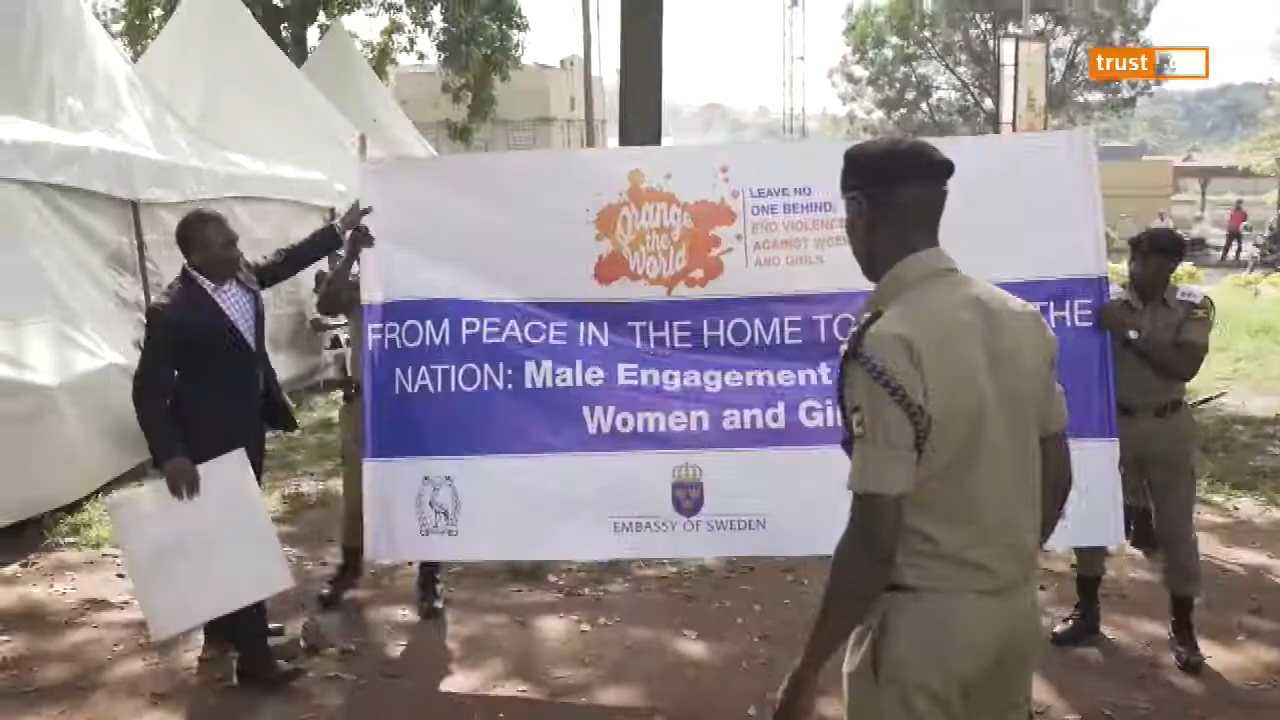 trust
Orange
the
World
LEAVE NO
ONE BEHIND,
END VIOLENCE
AGAINST WOMEN
AND GIRLS
FROM PEACE IN THE HOME TO THE
NATION: Male Engagement
Women and Gi
EMBASSY OF SWEDEN